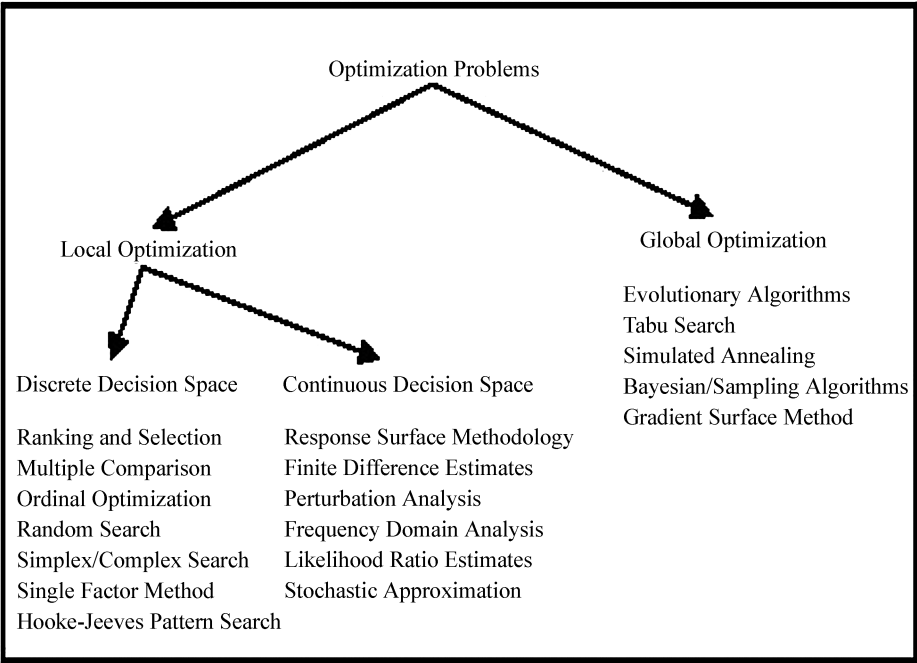 Optimization Problems
Local Optimization
Global Optimization
Evolutionary Algorithms
Tabu Search
Simulated Annealing
Bayesian/Sampling Algorithms
Gradient Surface Method
Discrete Decision Space
Ranking and Selection
Multiple Comparison
Ordinal Optimization
Random Search
Simplex/Complex Search
Single Factor Method
Hooke-Jeeves Pattern Search
Continuous Decision Space
Response Surface Methodology
Finite Difference Estimates
Perturbation Analysis
Frequency Domain Analysis
Likelihood Ratio Estimates
Stochastic Approximation